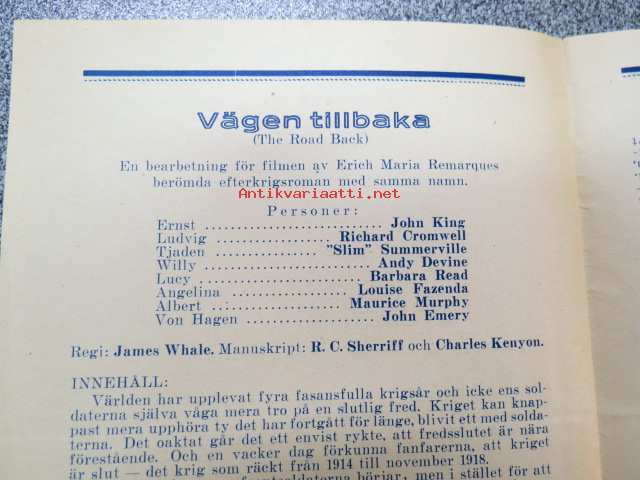 Vägen tillbaka
(The Road Back)
En bearbetning för filmen av Erich Maria Remarques
berömda efterkrigsroman med samma namn.
Antikvariaatti.net
Personer:
Ernst .......................... John King
Ludvig .................. Richard Cromwell
Tjaden ................ "Slim" Summerville
Willy ......................... Andy Devine
Lucy ........................ Barbara Read
Angelina .................. Louise Fazenda
Albert .................... Maurice Murphy
Von Hagen .................. John Emery
Regi: James Whale. Manuskript: R. C. Sherriff och Charles Kenyon.
INNEHÅLL:
Världen har upplevat fyra fasansfulla krigsår och icke ens sol-
daterna själva våga mera tro på en slutlig fred. Kriget kan knap-
past mera upphöra ty det har fortgått för länge, blivit ett med solda-
terna. Det oaktat går det ett envist rykte, att fredsslutet är nära
förestående. Och en vacker dag förkunna fanfarerna, att kriget
är slut — det krig som räckt från 1914 till november 1918.
börjar, men i stället för att